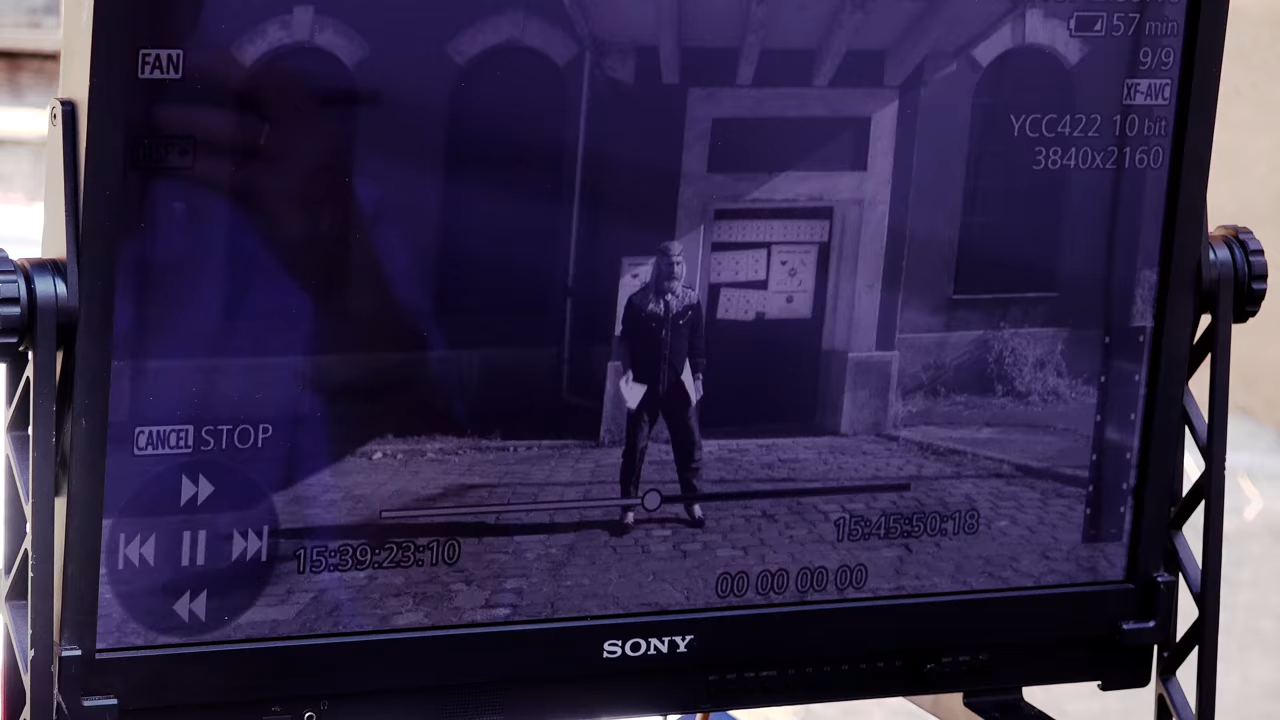 FAN
57 min
9/9
XF-AVC
YCC422 10 bit
3840x2160
CANCEL STOP
15:39:23:10
15:45:50:18
00 00 00 00
SONY